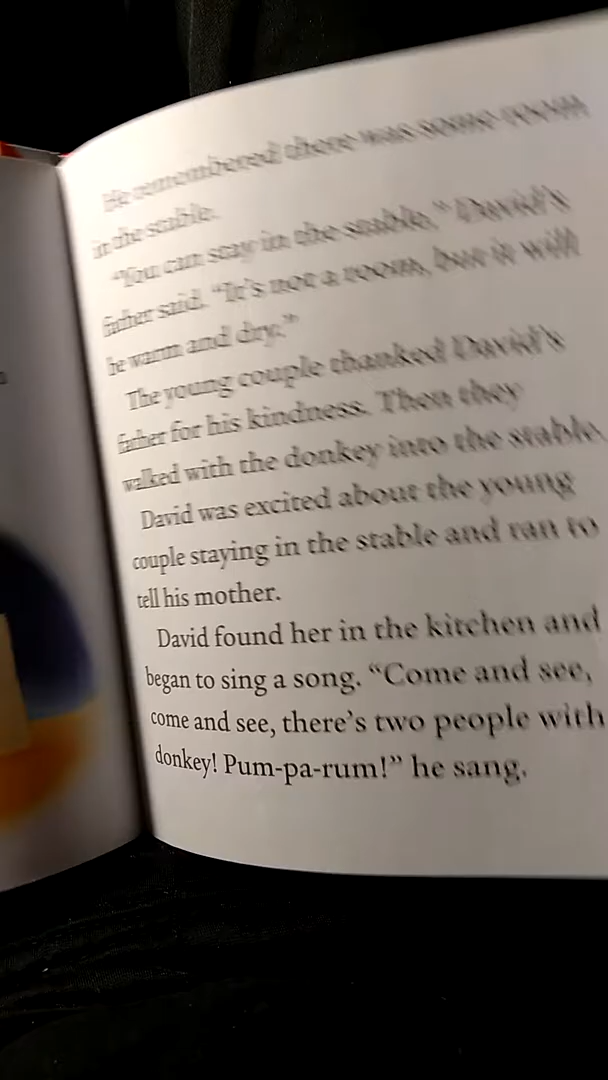 He remembered there was some room
in the stable.
"You can stay in the stable," David's
father said. "It's not a room, but it will
be warm and dry."
The young couple thanked David's
father for his kindness. Then they
walked with the donkey into the stable.
David was excited about the young
couple staying in the stable and ran to
tell his mother.
David found her in the kitchen and
began to sing a song. "Come and see,
come and see, there's two people with
donkey! Pum-pa-rum!" he sang.